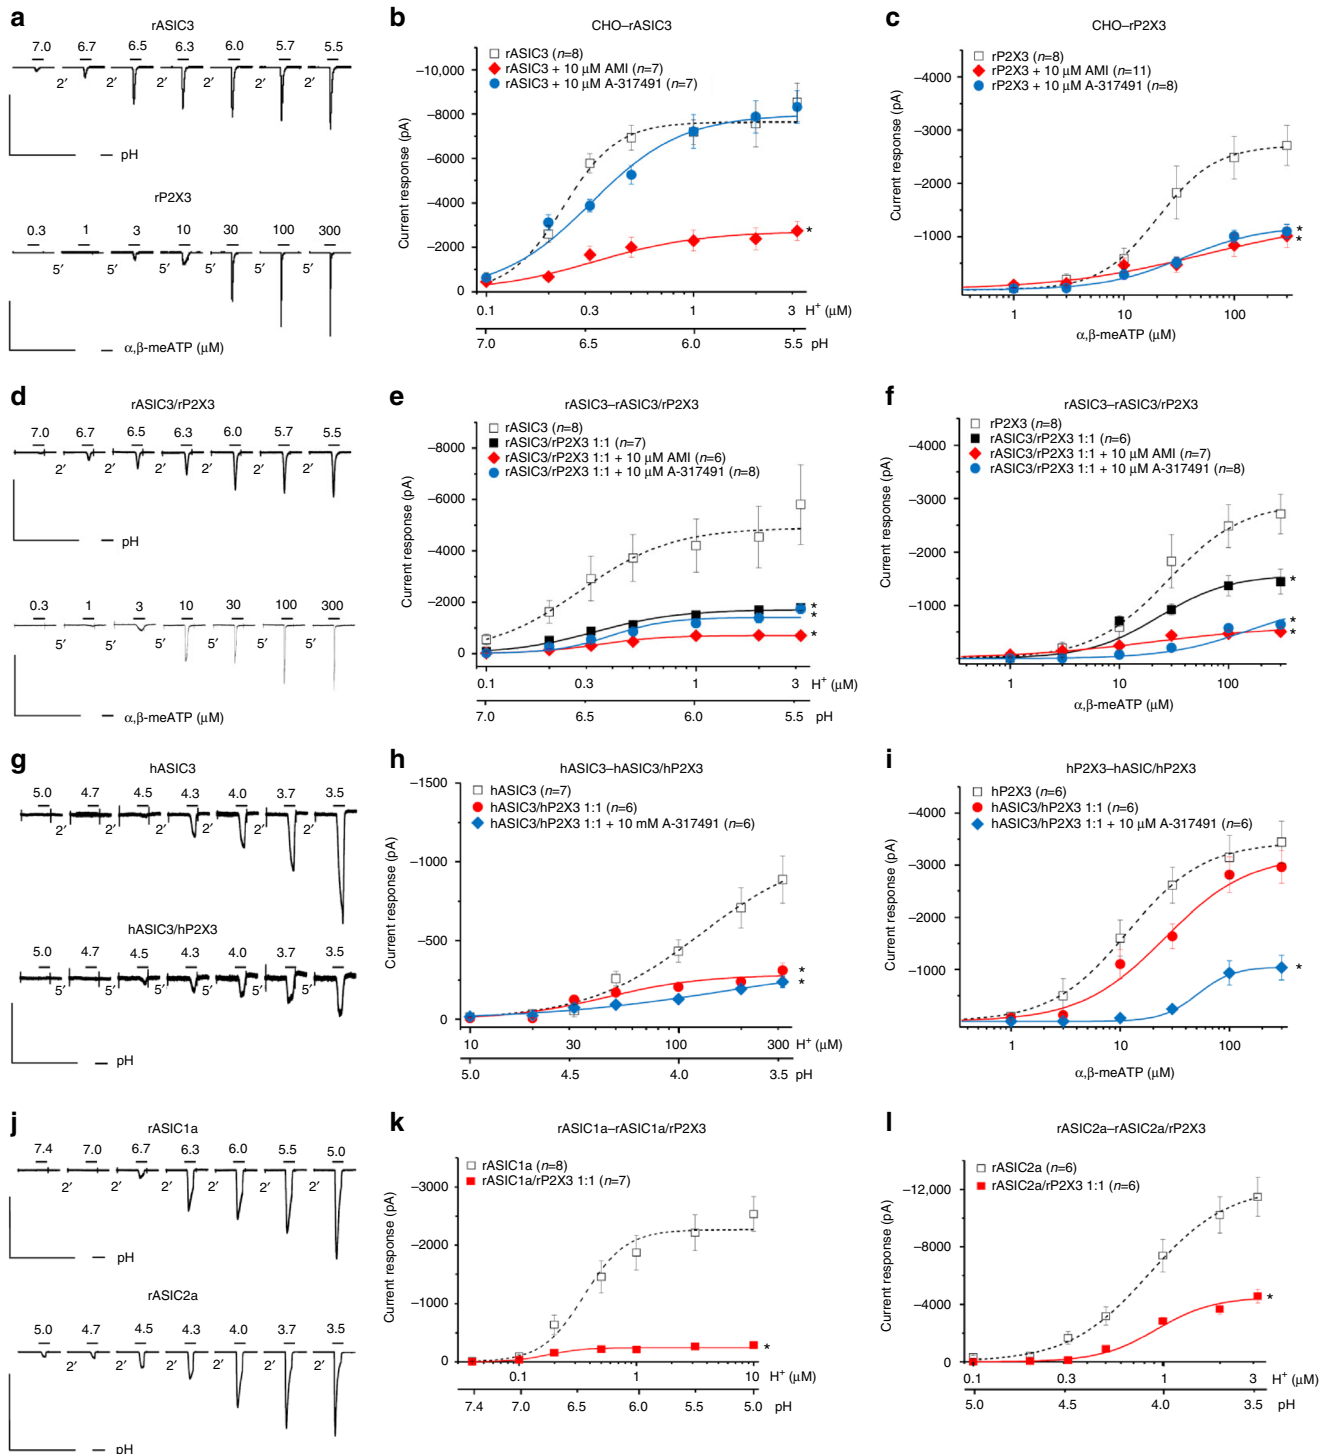 a
rASIC3
7.0 6.7 6.5 6.3 6.0 5.7 5.5
2′ 2′ 2′ 2′ 2′ 2′
pH
rP2X3
0.3 1 3 10 30 100 300
5′ 5′ 5′ 5′ 5′ 5′
α,β-meATP (μM)
b
CHO–rASIC3
rASIC3 (n=8)
rASIC3 + 10 μM AMI (n=7)
rASIC3 + 10 μM A-317491 (n=7)
Current response (pA)
–10,000
–8000
–6000
–4000
–2000
0
*
0.1 0.3 1 3 H+ (μM)
7.0 6.5 6.0 5.5 pH
c
CHO–rP2X3
rP2X3 (n=8)
rP2X3 + 10 μM AMI (n=11)
rP2X3 + 10 μM A-317491 (n=8)
Current response (pA)
–4000
–3000
–2000
–1000
*
*
1 10 100
α,β-meATP (μM)
d
rASIC3/rP2X3
7.0 6.7 6.5 6.3 6.0 5.7 5.5
2′ 2′ 2′ 2′ 2′ 2′
pH
0.3 1 3 10 30 100 300
5′ 5′ 5′ 5′ 5′ 5′
α,β-meATP (μM)
e
rASIC3–rASIC3/rP2X3
rASIC3 (n=8)
rASIC3/rP2X3 1:1 (n=7)
rASIC3/rP2X3 1:1 + 10 μM AMI (n=6)
rASIC3/rP2X3 1:1 + 10 μM A-317491 (n=8)
Current response (pA)
–8000
–6000
–4000
–2000
0
*
*
*
0.1 0.3 1 3 H+ (μM)
7.0 6.5 6.0 5.5 pH
f
rASIC3–rASIC3/rP2X3
rP2X3 (n=8)
rASIC3/rP2X3 1:1 (n=6)
rASIC3/rP2X3 1:1 + 10 μM AMI (n=7)
rASIC3/rP2X3 1:1 + 10 μM A-317491 (n=8)
Current response (pA)
–4000
–3000
–2000
–1000
*
*
*
1 10 100
α,β-meATP (μM)
g
hASIC3
5.0 4.7 4.5 4.3 4.0 3.7 3.5
2′ 2′ 2′ 2′ 2′ 2′
hASIC3/hP2X3
5.0 4.7 4.5 4.3 4.0 3.7 3.5
5′ 5′ 5′ 5′ 5′ 5′
pH
h
hASIC3–hASIC3/hP2X3
hASIC3 (n=7)
hASIC3/hP2X3 1:1 (n=6)
hASIC3/hP2X3 1:1 + 10 mM A-317491 (n=6)
Current response (pA)
–1500
–1000
–500
0
*
*
10 30 100 300 H+ (μM)
5.0 4.5 4.0 3.5 pH
i
hP2X3–hASIC/hP2X3
hP2X3 (n=6)
hASIC3/hP2X3 1:1 (n=6)
hASIC3/hP2X3 1:1 + 10 μM A-317491 (n=6)
Current response (pA)
–4000
–3000
–2000
–1000
*
1 10 100
α,β-meATP (μM)
j
rASIC1a
7.4 7.0 6.7 6.3 6.0 5.5 5.0
2′ 2′ 2′ 2′ 2′ 2′
pH
rASIC2a
5.0 4.7 4.5 4.3 4.0 3.7 3.5
2′ 2′ 2′ 2′ 2′ 2′
pH
k
rASIC1a–rASIC1a/rP2X3
rASIC1a (n=8)
rASIC1a/rP2X3 1:1 (n=7)
Current response (pA)
–3000
–2000
–1000
0
*
0.1 1 10 H+ (μM)
7.4 7.0 6.5 6.0 5.5 5.0 pH
l
rASIC2a–rASIC2a/rP2X3
rASIC2a (n=6)
rASIC2a/rP2X3 1:1 (n=6)
Current response (pA)
–12,000
–8000
–4000
0
*
0.1 0.3 1 3 H+ (μM)
5.0 4.5 4.0 3.5 pH